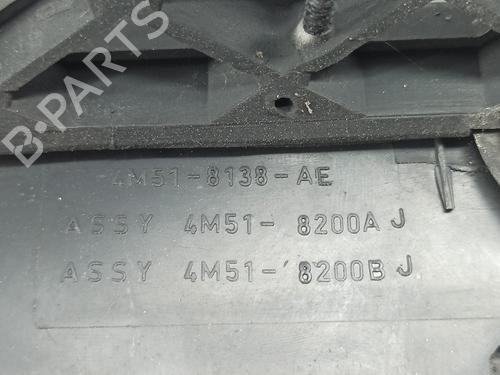 B-PARTS
4M51-8138-AE
ASSY 4M51- 8200A J
ASSY 4M51- 8200B J